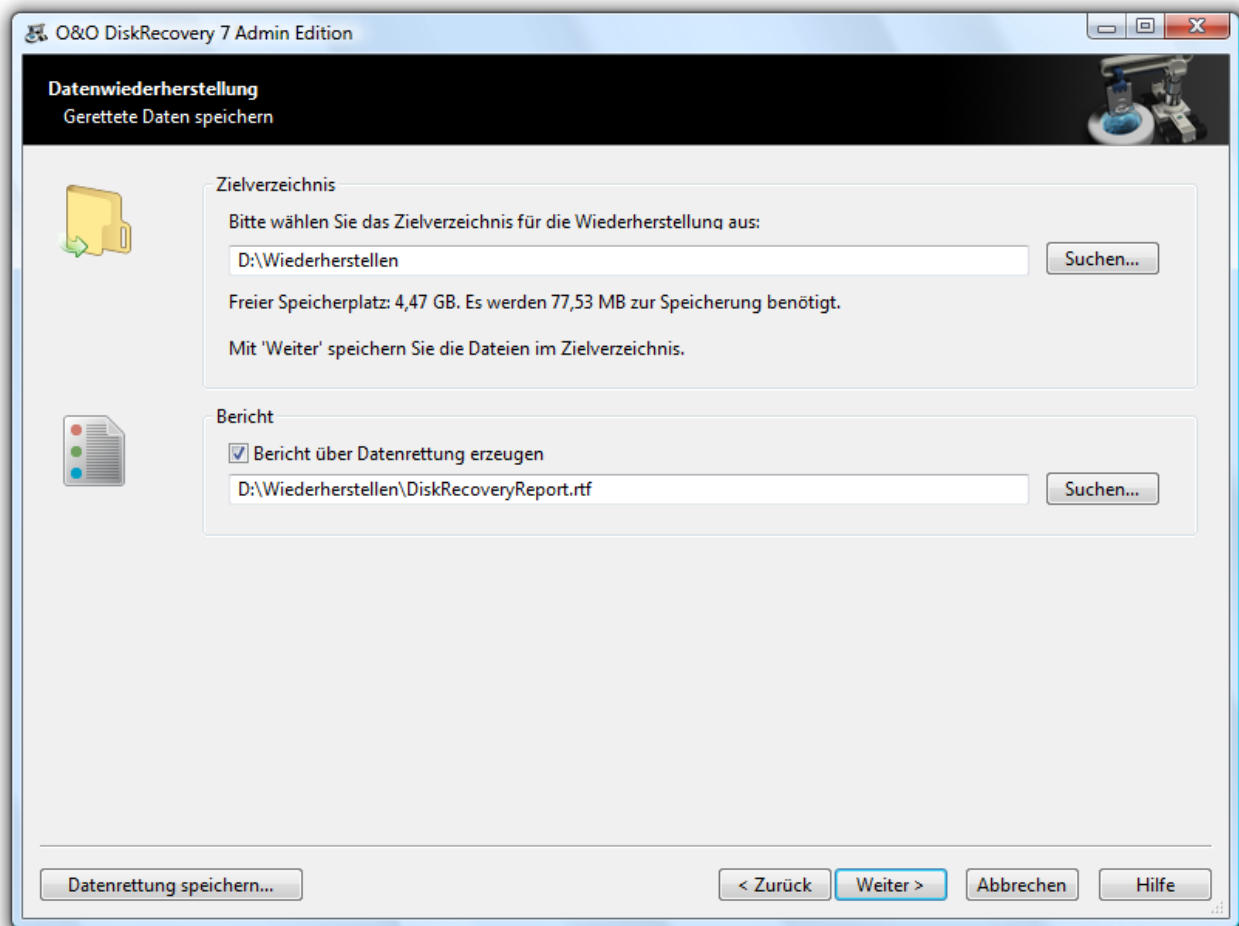 O&O DiskRecovery 7 Admin Edition
Datenwiederherstellung
Gerettete Daten speichern
Zielverzeichnis
Bitte wählen Sie das Zielverzeichnis für die Wiederherstellung aus:
D:\Wiederherstellen
Suchen...
Freier Speicherplatz: 4,47 GB. Es werden 77,53 MB zur Speicherung benötigt.
Mit 'Weiter' speichern Sie die Dateien im Zielverzeichnis.
Bericht
Bericht über Datenrettung erzeugen
D:\Wiederherstellen\DiskRecoveryReport.rtf
Suchen...
Datenrettung speichern...
< Zurück
Weiter >
Abbrechen
Hilfe